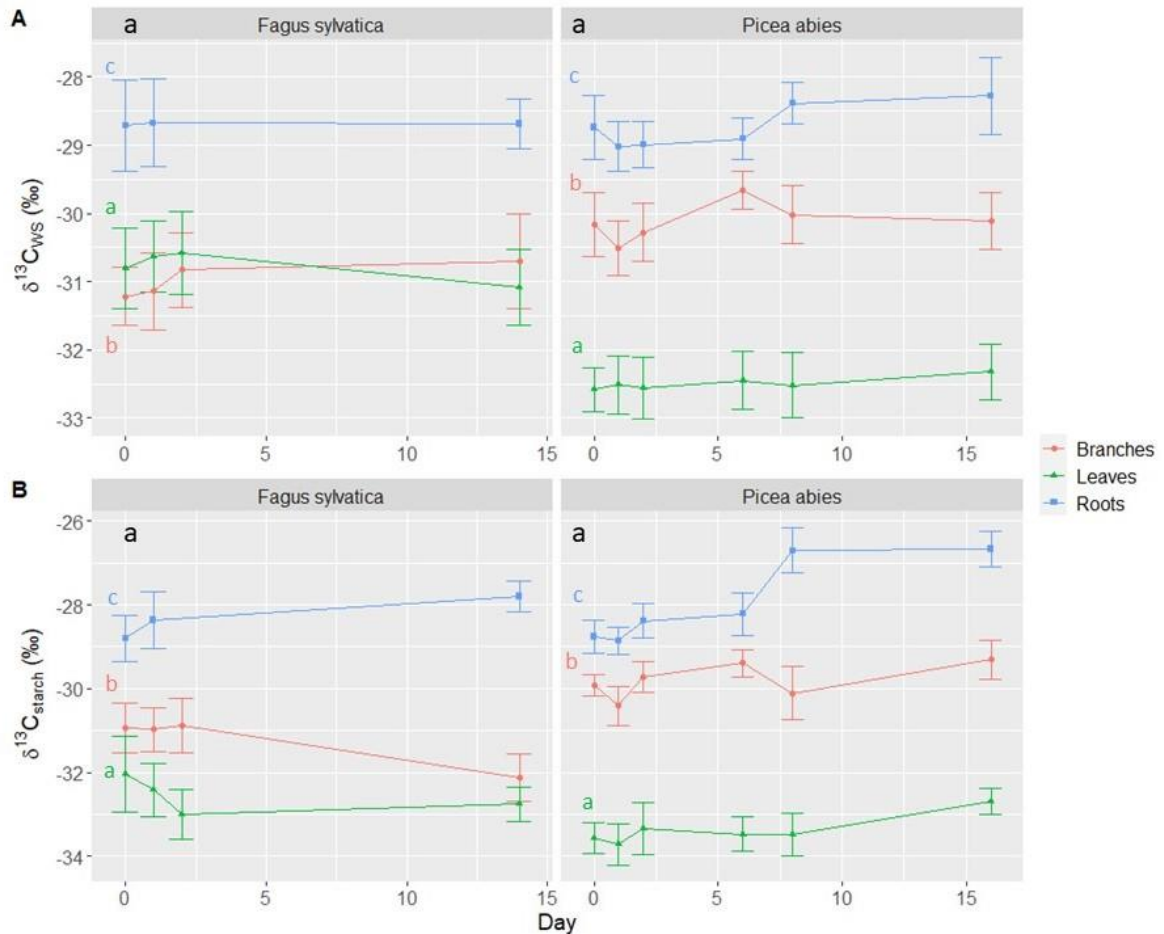 A
a Fagus sylvatica
a Picea abies
c
a
b
c
b
a
δ¹³C_WS (‰)
-28
-29
-30
-31
-32
-33
0 5 10 15
0 5 10 15
B
Fagus sylvatica
Picea abies
a
a
c
b
a
c
b
a
δ¹³C_starch (‰)
-26
-28
-30
-32
-34
0 5 10 15
0 5 10 15
Day
Branches
Leaves
Roots